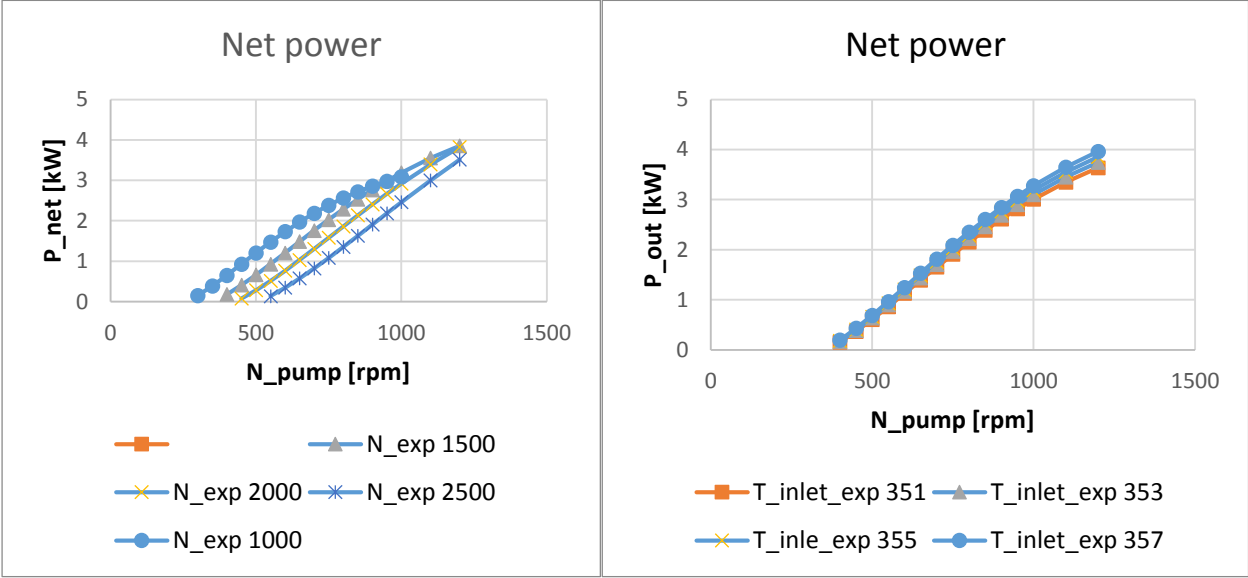 Net power
P_net [kW]
5
4
3
2
1
0
0 500 1000 1500
N_pump [rpm]
N_exp 1500
N_exp 2000 N_exp 2500
N_exp 1000
Net power
P_out [kW]
5
4
3
2
1
0
0 500 1000 1500
N_pump [rpm]
T_inlet_exp 351 T_inlet_exp 353
T_inle_exp 355 T_inlet_exp 357